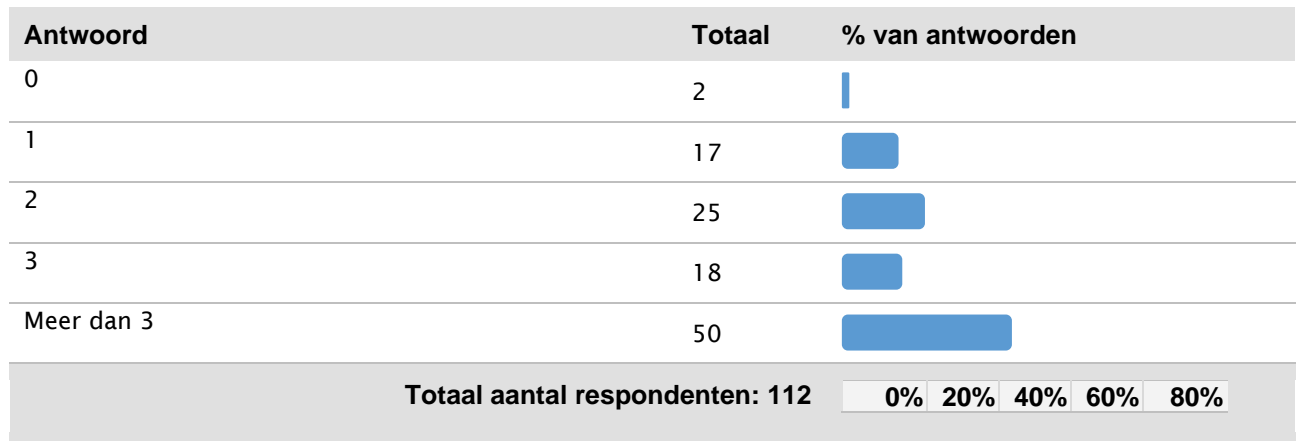 Antwoord Totaal % van antwoorden
0 2
1 17
2 25
3 18
Meer dan 3 50
Totaal aantal respondenten: 112 0% 20% 40% 60% 80%